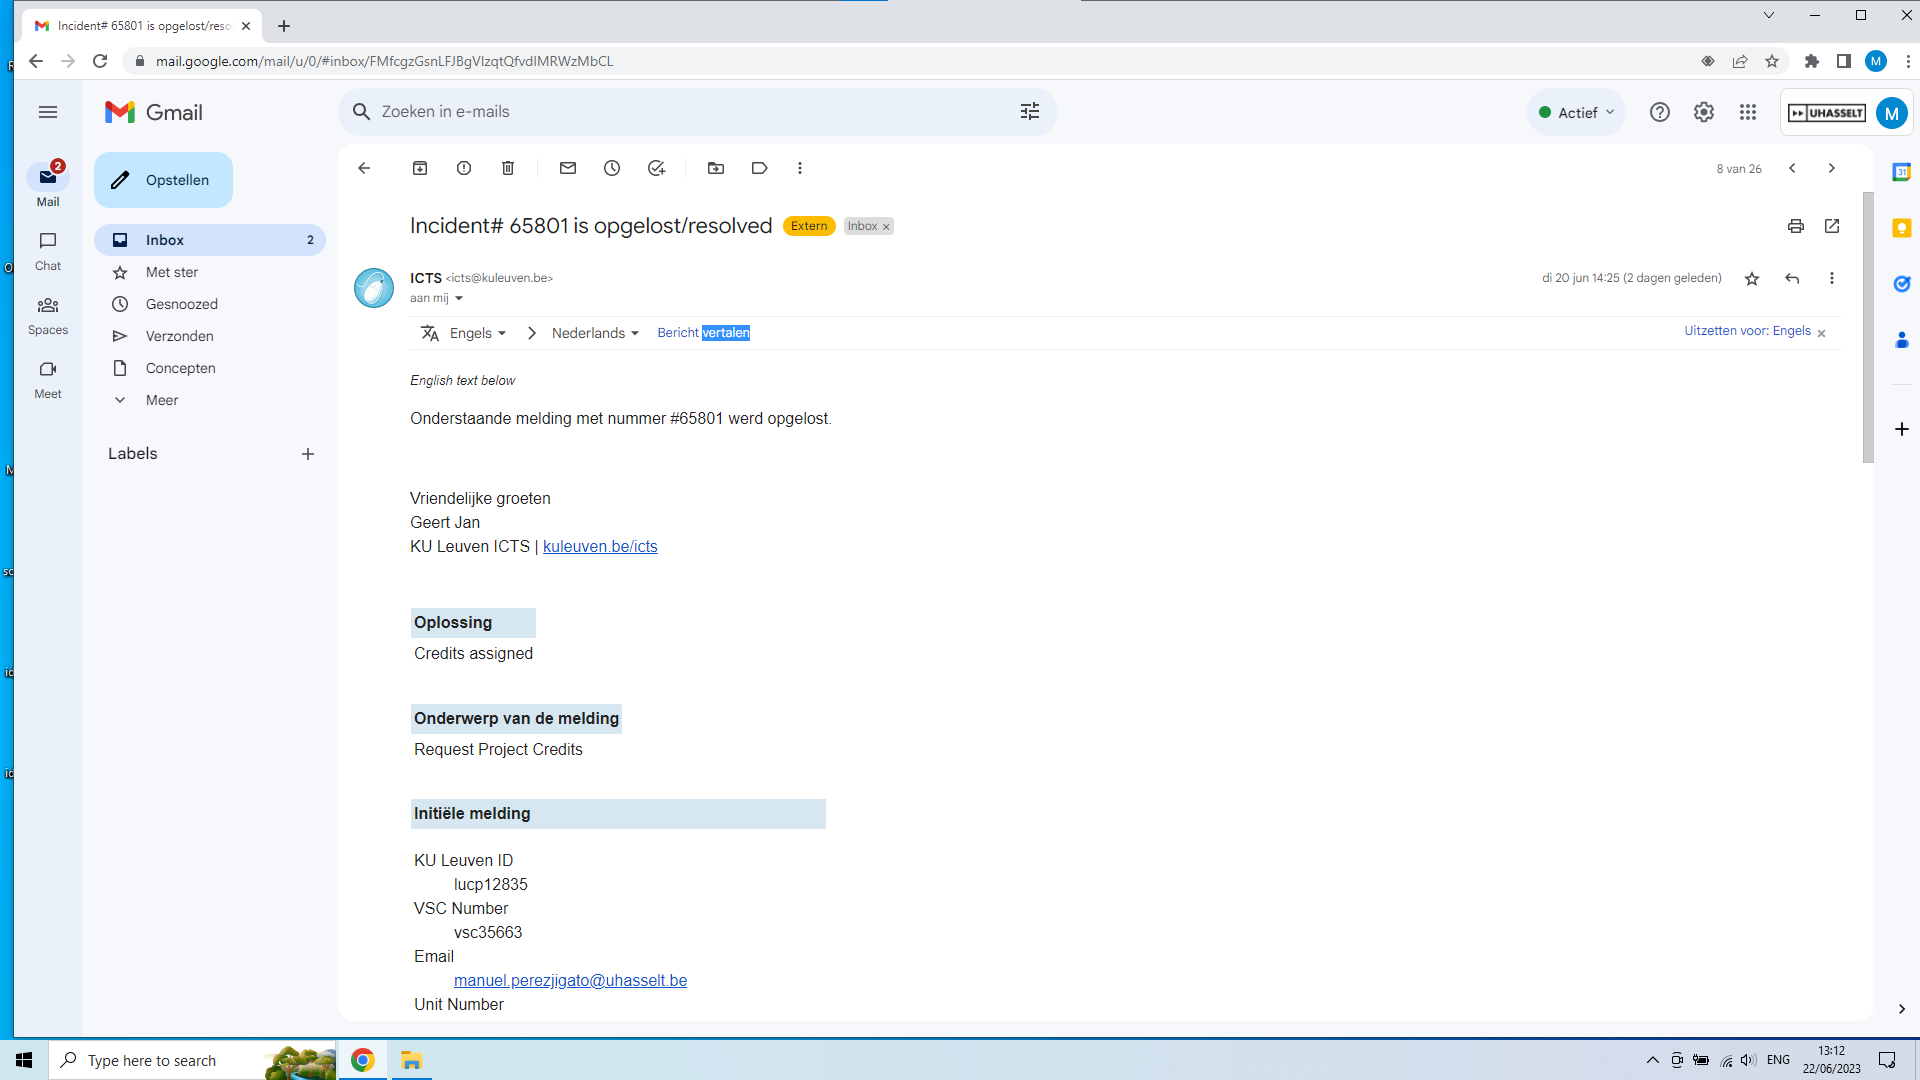 Incident# 65801 is opgelost/reso
mail.google.com/mail/u/0/#inbox/FMfcgzGsnLFJBgVlzqtQfvdlMRWzMbCL
M
Gmail
Zoeken in e-mails
Actief
UHASSELT
M
2
Mail
Chat
Spaces
Meet
Opstellen
Inbox 2
Met ster
Gesnoozed
Verzonden
Concepten
Meer
Labels
8 van 26
31
Incident# 65801 is opgelost/resolved Extern Inbox ×
ICTS <icts@kuleuven.be>
di 20 jun 14:25 (2 dagen geleden)
aan mij
Engels Nederlands Bericht vertalen
Uitzetten voor: Engels ×
English text below
Onderstaande melding met nummer #65801 werd opgelost.
Vriendelijke groeten
Geert Jan
KU Leuven ICTS | kuleuven.be/icts
Oplossing
Credits assigned
Onderwerp van de melding
Request Project Credits
Initiële melding
KU Leuven ID
lucp12835
VSC Number
vsc35663
Email
manuel.perezjigato@uhasselt.be
Unit Number
Type here to search
ENG
13:12
22/06/2023